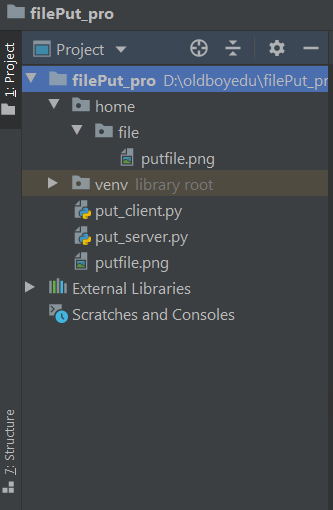 filePut_pro
1: Project
Project
filePut_pro D:\oldboyedu\filePut_pr
home
file
putfile.png
venv library root
put_client.py
put_server.py
putfile.png
External Libraries
Scratches and Consoles
7: Structure